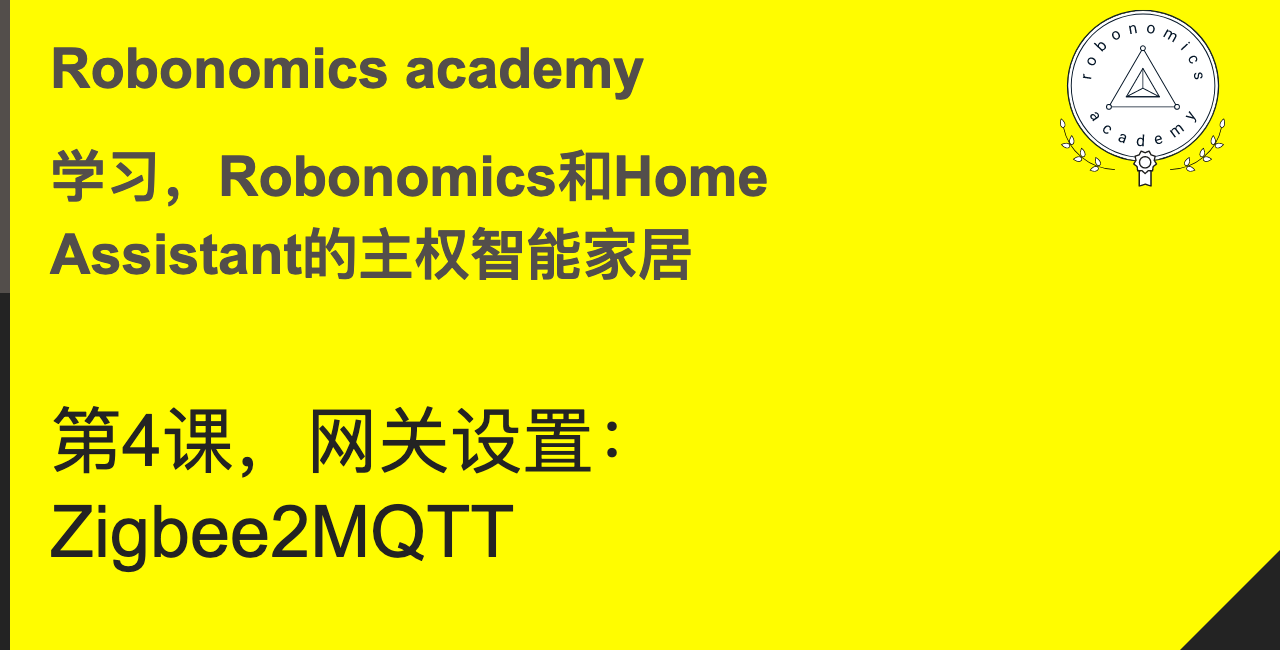 Robonomics academy
robonomics
academy
学习，Robonomics和Home
Assistant的主权智能家居
第4课，网关设置：
Zigbee2MQTT